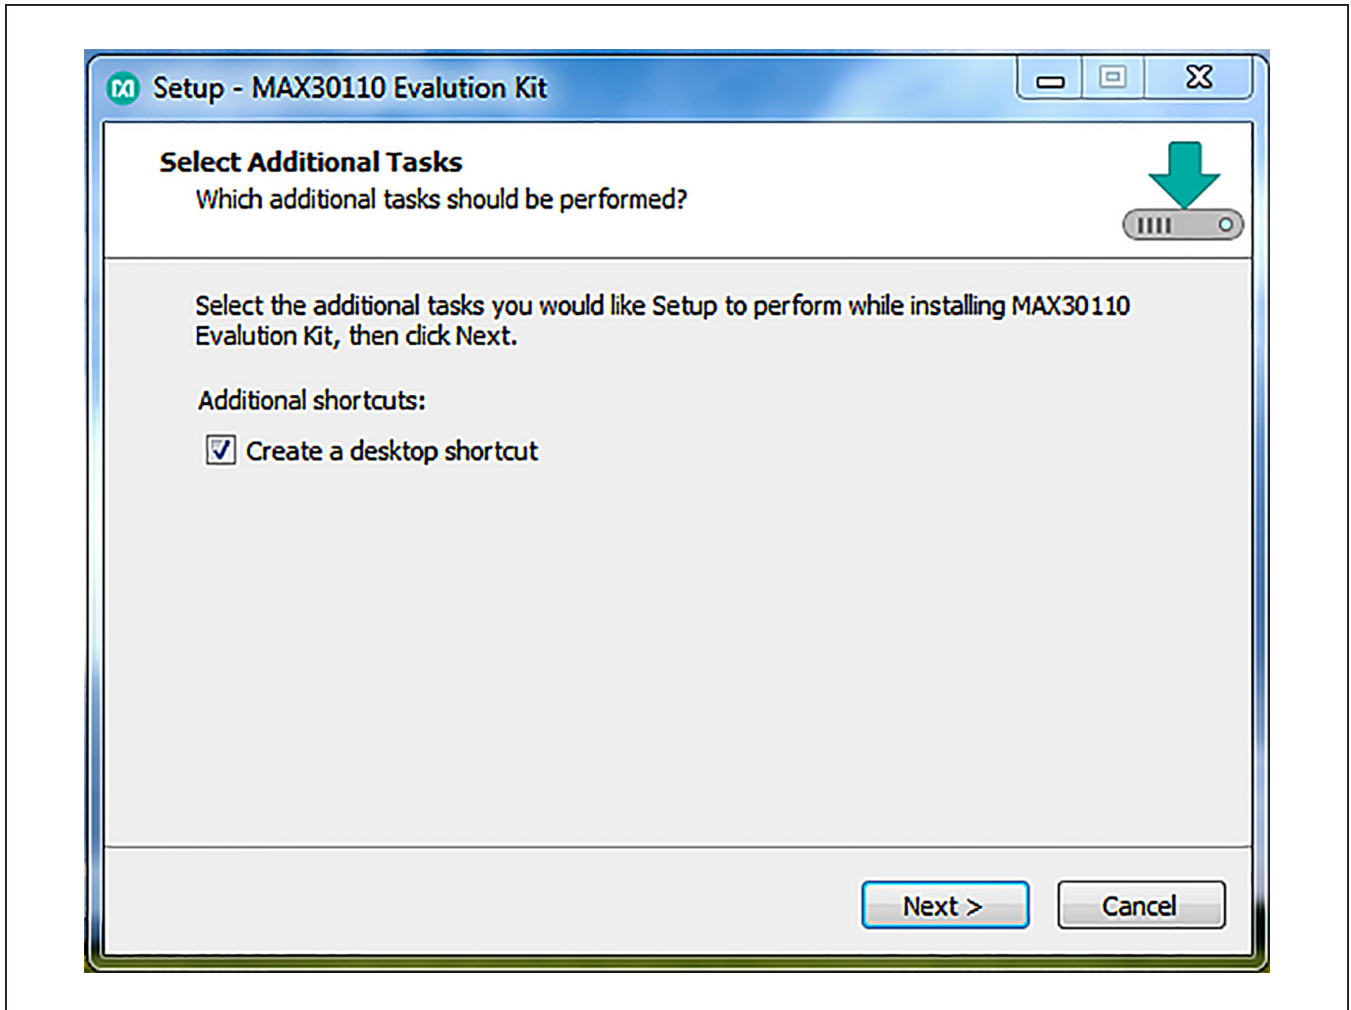 Setup - MAX30110 Evalution Kit
Select Additional Tasks
Which additional tasks should be performed?
Select the additional tasks you would like Setup to perform while installing MAX30110
Evalution Kit, then click Next.
Additional shortcuts:
Create a desktop shortcut
Next >
Cancel